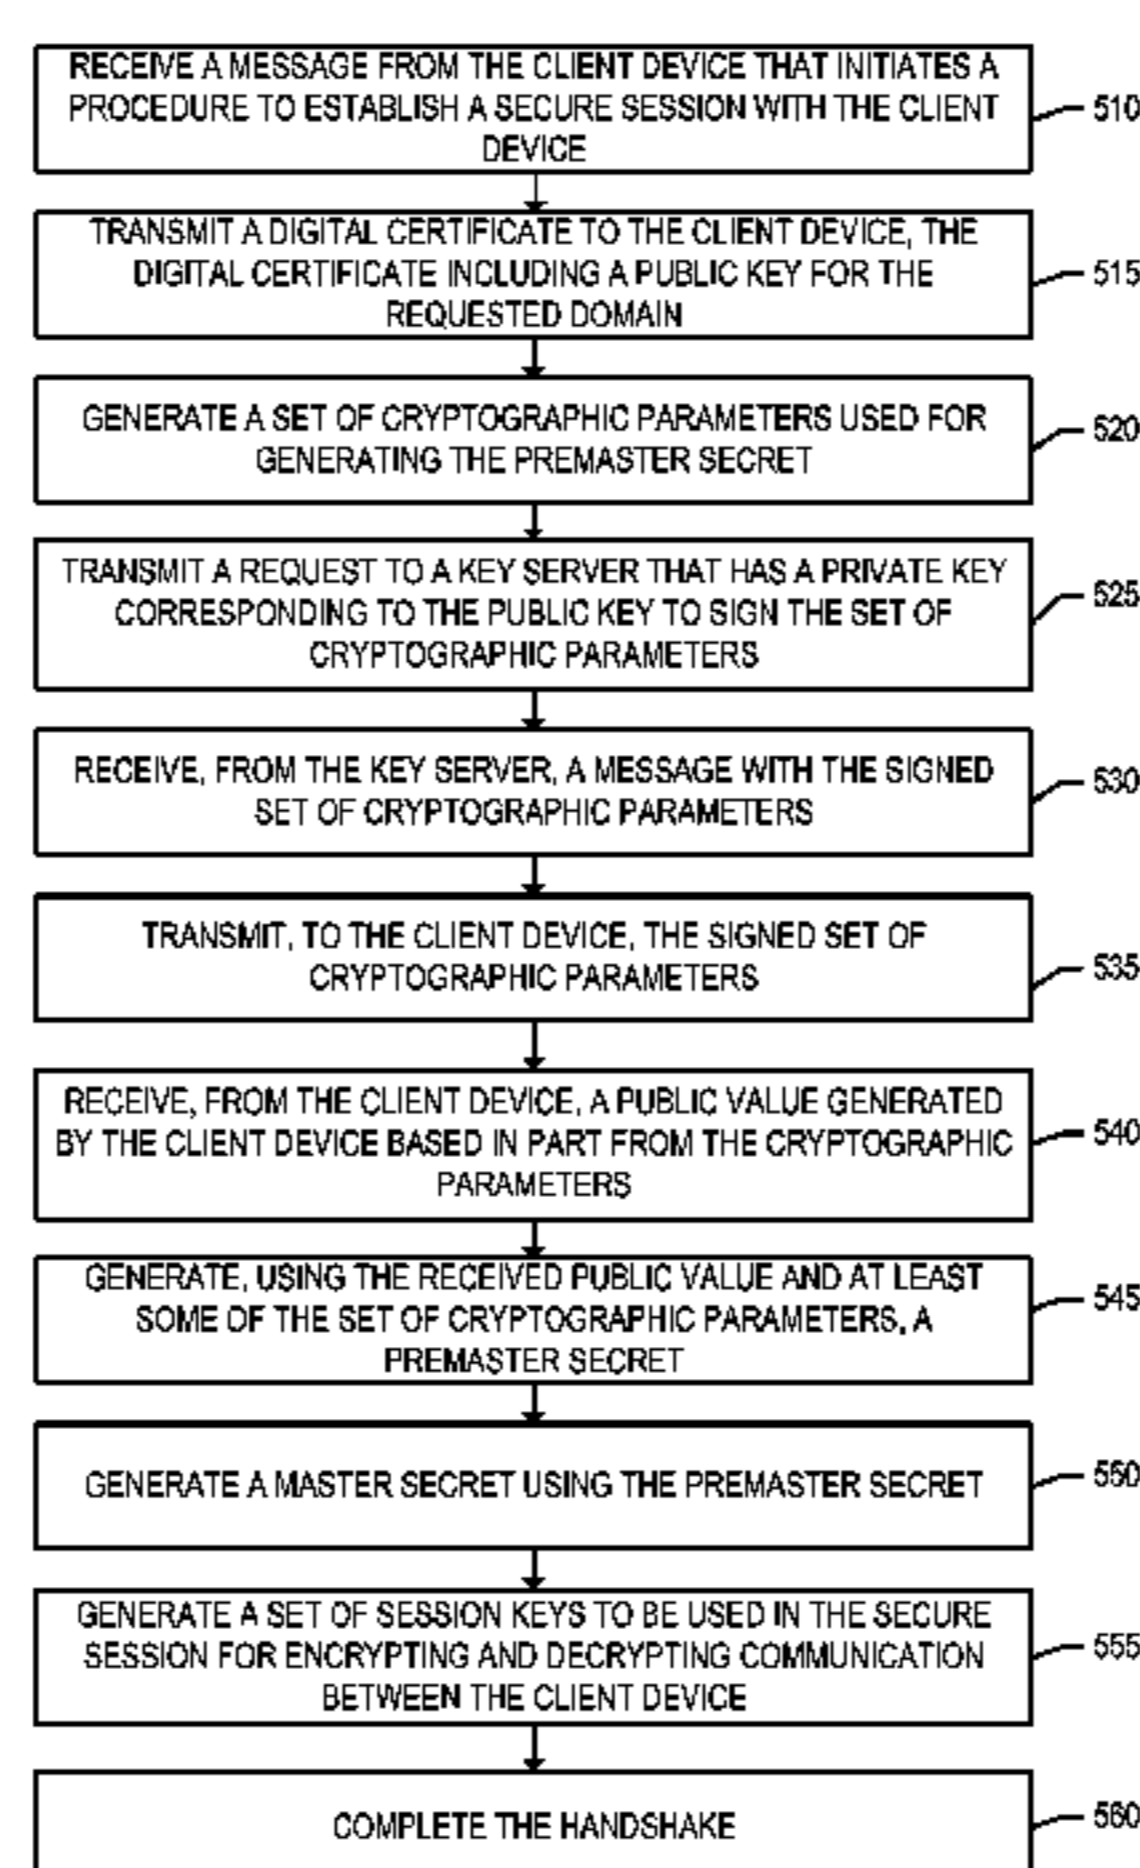 RECEIVE A MESSAGE FROM THE CLIENT DEVICE THAT INITIATES A
PROCEDURE TO ESTABLISH A SECURE SESSION WITH THE CLIENT
DEVICE
510
TRANSMIT A DIGITAL CERTIFICATE TO THE CLIENT DEVICE, THE
DIGITAL CERTIFICATE INCLUDING A PUBLIC KEY FOR THE
REQUESTED DOMAIN
515
GENERATE A SET OF CRYPTOGRAPHIC PARAMETERS USED FOR
GENERATING THE PREMASTER SECRET
520
TRANSMIT A REQUEST TO A KEY SERVER THAT HAS A PRIVATE KEY
CORRESPONDING TO THE PUBLIC KEY TO SIGN THE SET OF
CRYPTOGRAPHIC PARAMETERS
525
RECEIVE, FROM THE KEY SERVER, A MESSAGE WITH THE SIGNED
SET OF CRYPTOGRAPHIC PARAMETERS
530
TRANSMIT, TO THE CLIENT DEVICE, THE SIGNED SET OF
CRYPTOGRAPHIC PARAMETERS
535
RECEIVE, FROM THE CLIENT DEVICE, A PUBLIC VALUE GENERATED
BY THE CLIENT DEVICE BASED IN PART FROM THE CRYPTOGRAPHIC
PARAMETERS
540
GENERATE, USING THE RECEIVED PUBLIC VALUE AND AT LEAST
SOME OF THE SET OF CRYPTOGRAPHIC PARAMETERS, A
PREMASTER SECRET
545
GENERATE A MASTER SECRET USING THE PREMASTER SECRET
550
GENERATE A SET OF SESSION KEYS TO BE USED IN THE SECURE
SESSION FOR ENCRYPTING AND DECRYPTING COMMUNICATION
BETWEEN THE CLIENT DEVICE
555
COMPLETE THE HANDSHAKE
560